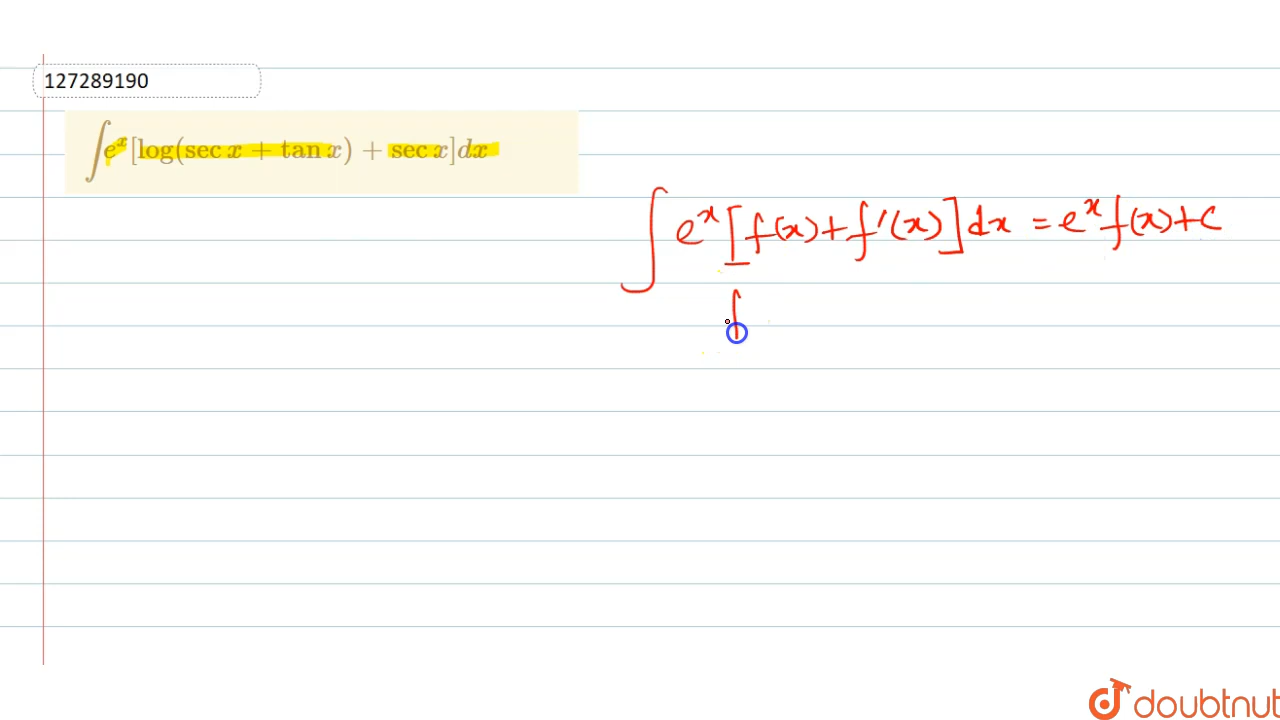 127289190
∫e^x[log(sec x + tan x) + sec x]dx
∫ e^x [f(x) + f'(x)] dx = e^x f(x) + c
doubtnut